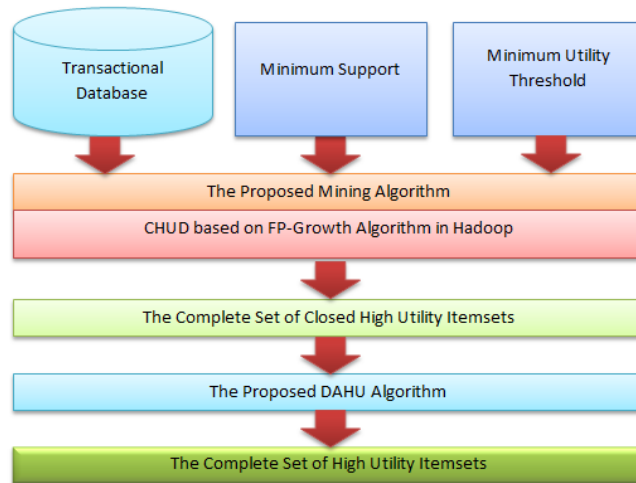 Transactional
Database
Minimum Support
Minimum Utility
Threshold
The Proposed Mining Algorithm
CHUD based on FP-Growth Algorithm in Hadoop
The Complete Set of Closed High Utility Itemsets
The Proposed DAHU Algorithm
The Complete Set of High Utility Itemsets